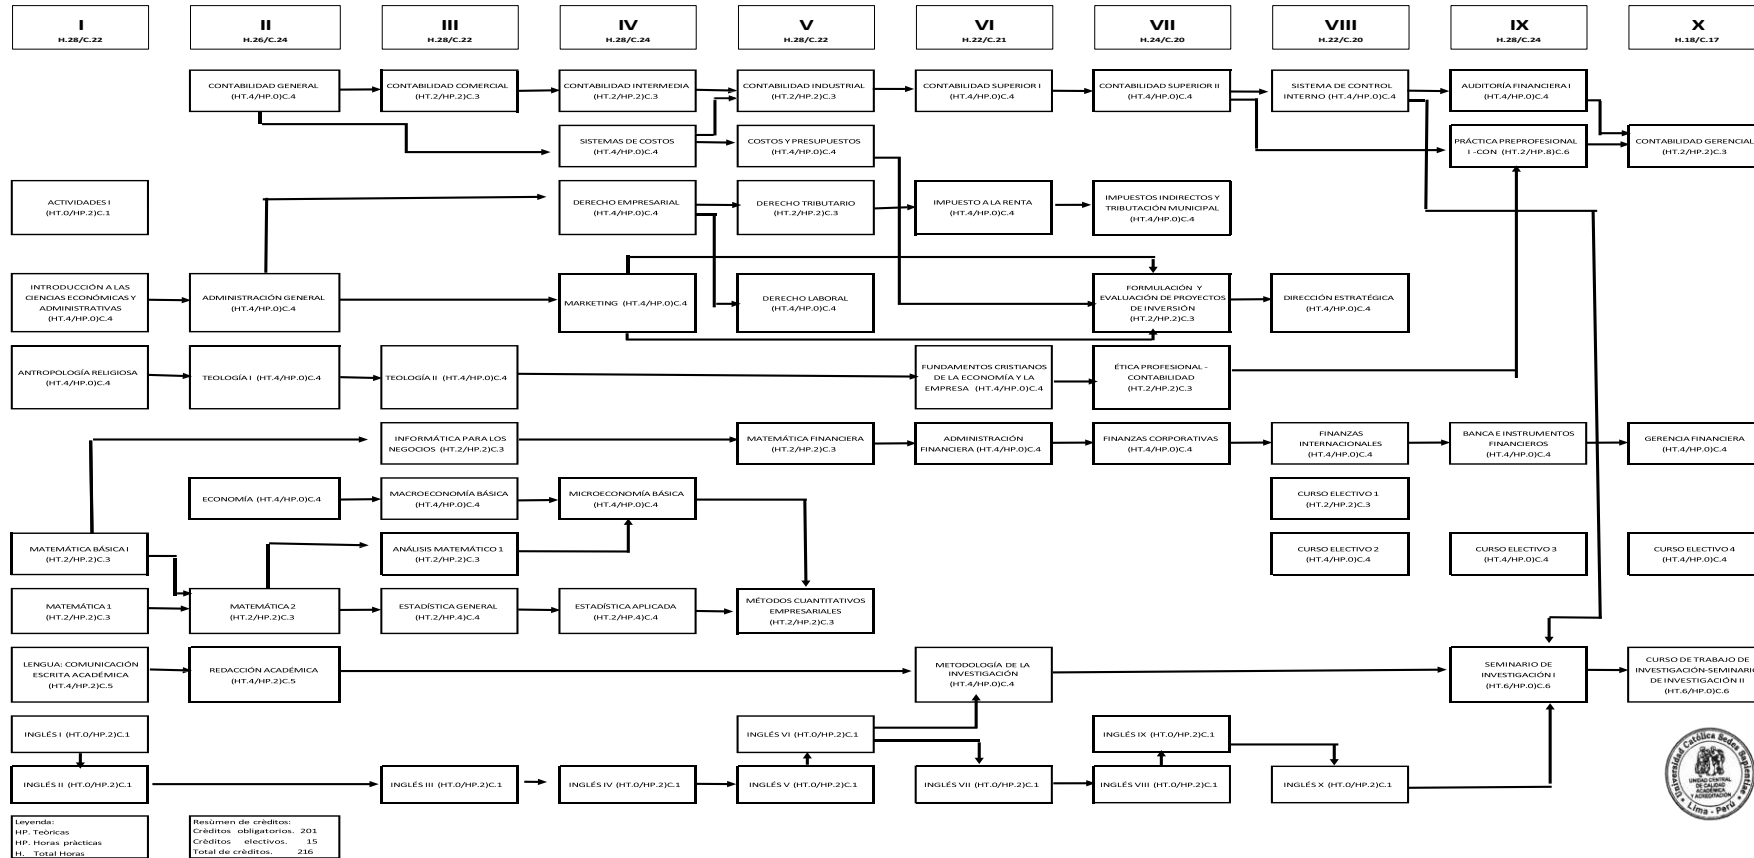 I
H.28/C.22
II
H.26/C.24
III
H.28/C.22
IV
H.28/C.24
V
H.28/C.22
VI
H.22/C.21
VII
H.24/C.20
VIII
H.22/C.20
IX
H.28/C.24
X
H.18/C.17
CONTABILIDAD GENERAL
(HT.4/HP.0)C.4
CONTABILIDAD COMERCIAL
(HT.2/HP.2)C.3
CONTABILIDAD INTERMEDIA
(HT.2/HP.2)C.3
CONTABILIDAD INDUSTRIAL
(HT.2/HP.2)C.3
CONTABILIDAD SUPERIOR I
(HT.4/HP.0)C.4
CONTABILIDAD SUPERIOR II
(HT.4/HP.0)C.4
SISTEMA DE CONTROL
INTERNO (HT.4/HP.0)C.4
AUDITORÍA FINANCIERA I
(HT.4/HP.0)C.4
SISTEMAS DE COSTOS
(HT.4/HP.0)C.4
COSTOS Y PRESUPUESTOS
(HT.4/HP.0)C.4
PRÁCTICA PREPROFESIONAL
I -CON (HT.2/HP.8)C.6
CONTABILIDAD GERENCIAL
(HT.2/HP.2)C.3
ACTIVIDADES I
(HT.0/HP.2)C.1
DERECHO EMPRESARIAL
(HT.4/HP.0)C.4
DERECHO TRIBUTARIO
(HT.2/HP.2)C.3
IMPUESTO A LA RENTA
(HT.4/HP.0)C.4
IMPUESTOS INDIRECTOS Y
TRIBUTACIÓN MUNICIPAL
(HT.4/HP.0)C.4
INTRODUCCIÓN A LAS
CIENCIAS ECONÓMICAS Y
ADMINISTRATIVAS
(HT.4/HP.0)C.4
ADMINISTRACIÓN GENERAL
(HT.4/HP.0)C.4
MARKETING (HT.4/HP.0)C.4
DERECHO LABORAL
(HT.4/HP.0)C.4
FORMULACIÓN Y
EVALUACIÓN DE PROYECTOS
DE INVERSIÓN
(HT.2/HP.2)C.3
DIRECCIÓN ESTRATÉGICA
(HT.4/HP.0)C.4
ANTROPOLOGÍA RELIGIOSA
(HT.4/HP.0)C.4
TEOLOGÍA I (HT.4/HP.0)C.4
TEOLOGÍA II (HT.4/HP.0)C.4
FUNDAMENTOS CRISTIANOS
DE LA ECONOMÍA Y LA
EMPRESA (HT.4/HP.0)C.4
ÉTICA PROFESIONAL -
CONTABILIDAD
(HT.2/HP.2)C.3
INFORMÁTICA PARA LOS
NEGOCIOS (HT.2/HP.2)C.3
MATEMÁTICA FINANCIERA
(HT.2/HP.2)C.3
ADMINISTRACIÓN
FINANCIERA (HT.4/HP.0)C.4
FINANZAS CORPORATIVAS
(HT.4/HP.0)C.4
FINANZAS
INTERNACIONALES
(HT.4/HP.0)C.4
BANCA E INSTRUMENTOS
FINANCIEROS
(HT.4/HP.0)C.4
GERENCIA FINANCIERA
(HT.4/HP.0)C.4
ECONOMÍA (HT.4/HP.0)C.4
MACROECONOMÍA BÁSICA
(HT.4/HP.0)C.4
MICROECONOMÍA BÁSICA
(HT.4/HP.0)C.4
CURSO ELECTIVO 1
(HT.2/HP.2)C.3
MATEMÁTICA BÁSICA I
(HT.2/HP.2)C.3
ANÁLISIS MATEMÁTICO 1
(HT.2/HP.2)C.3
CURSO ELECTIVO 2
(HT.4/HP.0)C.4
CURSO ELECTIVO 3
(HT.4/HP.0)C.4
CURSO ELECTIVO 4
(HT.4/HP.0)C.4
MATEMÁTICA 1
(HT.2/HP.2)C.3
MATEMÁTICA 2
(HT.2/HP.2)C.3
ESTADÍSTICA GENERAL
(HT.2/HP.4)C.4
ESTADÍSTICA APLICADA
(HT.2/HP.4)C.4
MÉTODOS CUANTITATIVOS
EMPRESARIALES
(HT.2/HP.2)C.3
LENGUA: COMUNICACIÓN
ESCRITA ACADÉMICA
(HT.4/HP.2)C.5
REDACCIÓN ACADÉMICA
(HT.4/HP.2)C.5
METODOLOGÍA DE LA
INVESTIGACIÓN
(HT.4/HP.0)C.4
SEMINARIO DE
INVESTIGACIÓN I
(HT.6/HP.0)C.6
CURSO DE TRABAJO DE
INVESTIGACIÓN-SEMINARIO
DE INVESTIGACIÓN II
(HT.6/HP.0)C.6
INGLÉS I (HT.0/HP.2)C.1
INGLÉS VI (HT.0/HP.2)C.1
INGLÉS IX (HT.0/HP.2)C.1
INGLÉS II (HT.0/HP.2)C.1
INGLÉS III (HT.0/HP.2)C.1
INGLÉS IV (HT.0/HP.2)C.1
INGLÉS V (HT.0/HP.2)C.1
INGLÉS VII (HT.0/HP.2)C.1
INGLÉS VIII (HT.0/HP.2)C.1
INGLÉS X (HT.0/HP.2)C.1
Universidad Católica Sedes Sapientiae
UNIDAD CENTRAL
DE CALIDAD
ACADÉMICA
Y ACREDITACIÓN
Lima - Perú
Leyenda:
HP. Teòricas
HP. Horas pràcticas
H. Total Horas
Resùmen de crèditos:
Crèditos obligatorios. 201
Crèditos electivos. 15
Total de crèditos. 216